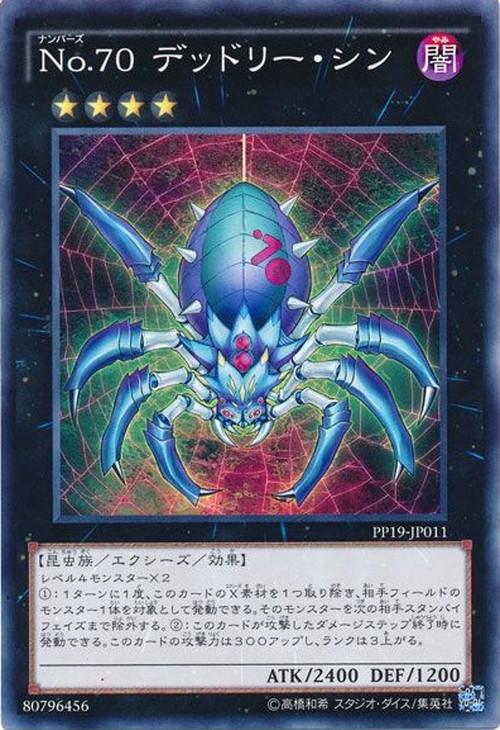 ナンバーズ
No.70 デッドリー・シン
やみ
闇
70
PP19-JP011
【昆虫族/エクシーズ/効果】
レベル4モンスター×2
①:1ターンに1度、このカードのX素材を1つ取り除き、相手フィールドの
モンスター1体を対象として発動できる。そのモンスターを次の相手スタンバイ
フェイズまで除外する。②:このカードが攻撃したダメージステップ終了時に
発動できる。このカードの攻撃力は300アップし、ランクは3上がる。
ATK/2400 DEF/1200
80796456
©高橋和希 スタジオ・ダイス/集英社